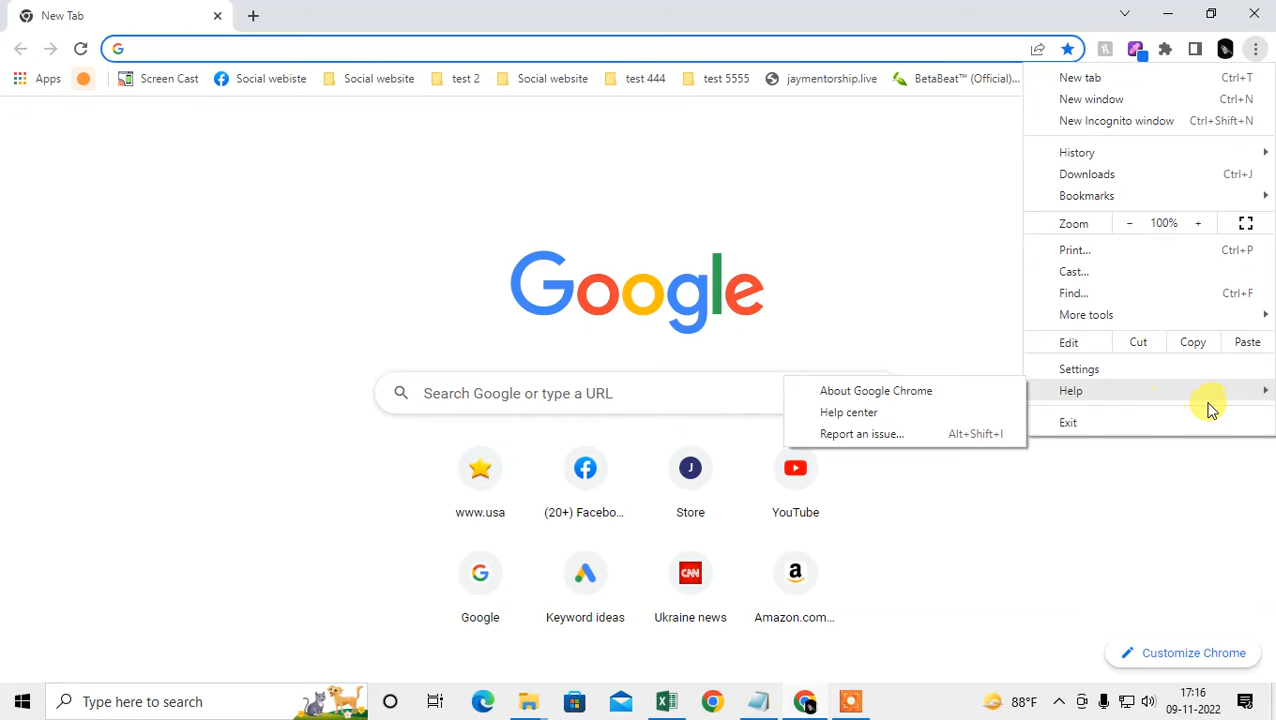 New Tab
Apps Screen Cast Social webiste Social website test 2 Social website test 444 test 5555 jaymentorship.live BetaBeat™ (Official)...
New tab Ctrl+T
New window Ctrl+N
New Incognito window Ctrl+Shift+N
History
Downloads Ctrl+J
Bookmarks
Zoom - 100% +
Print... Ctrl+P
Cast...
Find... Ctrl+F
More tools
Edit Cut Copy Paste
Settings
Help
Exit
About Google Chrome
Help center
Report an issue... Alt+Shift+I
Google
Search Google or type a URL
J
www.usa (20+) Facebo... Store YouTube
CNN
Google Keyword ideas Ukraine news Amazon.com...
Customize Chrome
Type here to search
88°F
17:16
09-11-2022